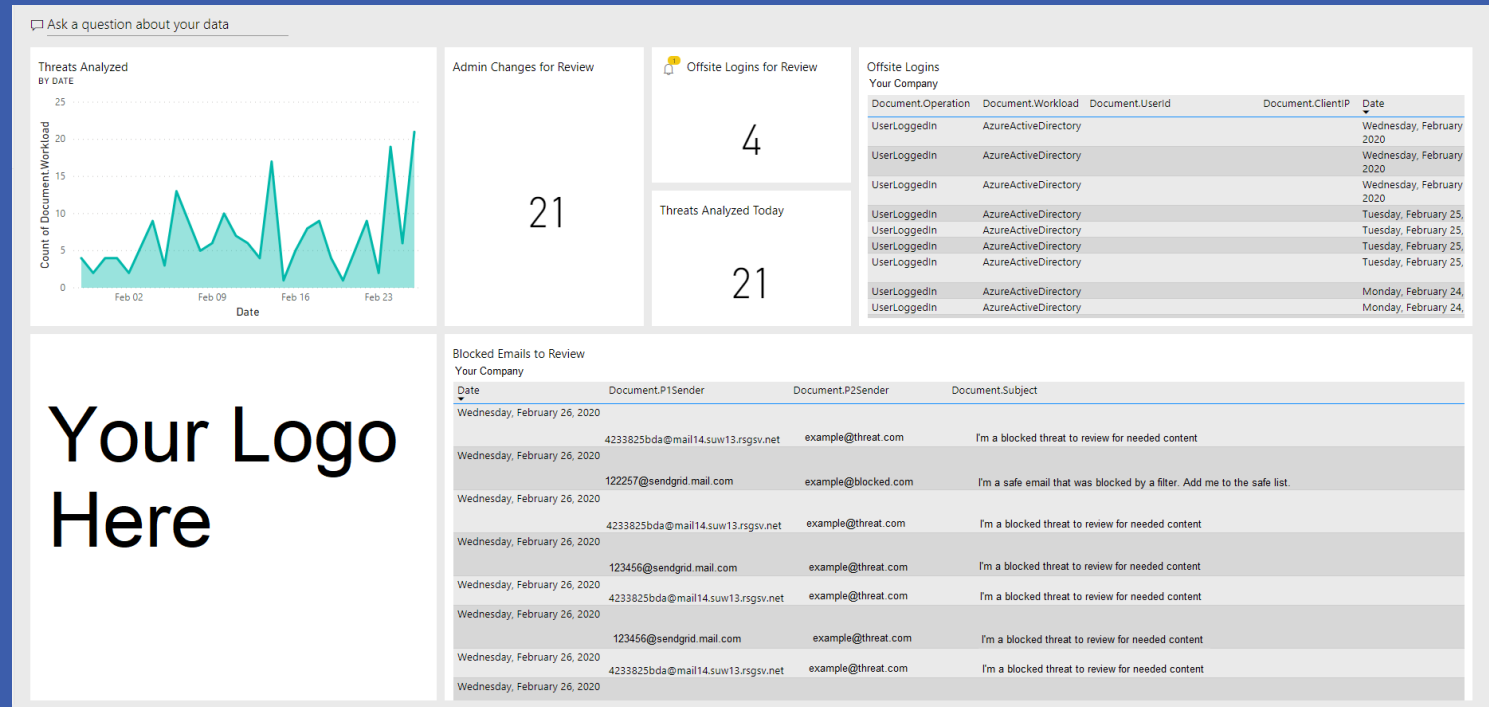 Ask a question about your data
Threats Analyzed
BY DATE
Count of Document.Workload
25
20
15
10
5
0
Feb 02 Feb 09 Feb 16 Feb 23
Date
Admin Changes for Review
21
1
Offsite Logins for Review
4
Threats Analyzed Today
21
Offsite Logins
Your Company
Document.Operation Document.Workload Document.UserId Document.ClientIP Date
UserLoggedIn AzureActiveDirectory Wednesday, February
2020
UserLoggedIn AzureActiveDirectory Wednesday, February
2020
UserLoggedIn AzureActiveDirectory Wednesday, February
2020
UserLoggedIn AzureActiveDirectory Tuesday, February 25,
UserLoggedIn AzureActiveDirectory Tuesday, February 25,
UserLoggedIn AzureActiveDirectory Tuesday, February 25,
UserLoggedIn AzureActiveDirectory Tuesday, February 25,
UserLoggedIn AzureActiveDirectory Monday, February 24,
UserLoggedIn AzureActiveDirectory Monday, February 24,
Your Logo
Here
Blocked Emails to Review
Your Company
Date Document.P1Sender Document.P2Sender Document.Subject
Wednesday, February 26, 2020
4233825bda@mail14.suw13.rsgsv.net example@threat.com I'm a blocked threat to review for needed content
Wednesday, February 26, 2020
122257@sendgrid.mail.com example@blocked.com I'm a safe email that was blocked by a filter. Add me to the safe list.
Wednesday, February 26, 2020
4233825bda@mail14.suw13.rsgsv.net example@threat.com I'm a blocked threat to review for needed content
Wednesday, February 26, 2020
123456@sendgrid.mail.com example@threat.com I'm a blocked threat to review for needed content
Wednesday, February 26, 2020
4233825bda@mail14.suw13.rsgsv.net example@threat.com I'm a blocked threat to review for needed content
Wednesday, February 26, 2020
123456@sendgrid.mail.com example@threat.com I'm a blocked threat to review for needed content
Wednesday, February 26, 2020
4233825bda@mail14.suw13.rsgsv.net example@threat.com I'm a blocked threat to review for needed content
Wednesday, February 26, 2020